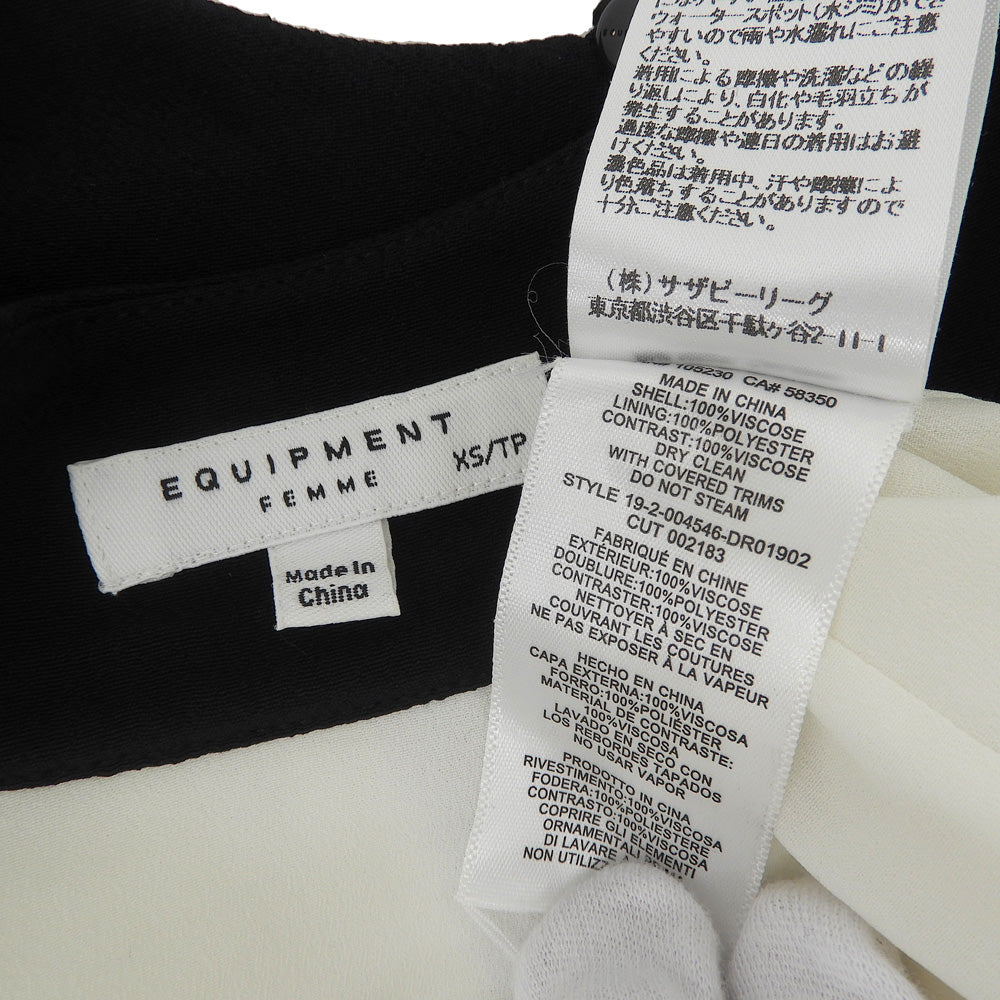 ウォータースポット(水ジミ)ができ
やすいので雨や水濡れにご注意
ください。
着用による摩擦や洗濯などの繰
り返しにより、白化や毛羽立ちが
発生することがあります。
過度な摩擦や連日の着用はお避
けください。
濃色品は着用中、汗や摩擦によ
り色落ちすることがありますので
十分ご注意ください。
(株)サザビーリーグ
東京都渋谷区千駄ヶ谷2-11-1
EQUIPMENT
FEMME
XS/TP
Made In
China
105230 CA# 58350
MADE IN CHINA
SHELL:100%VISCOSE
LINING:100%POLYESTER
CONTRAST:100%VISCOSE
DRY CLEAN
WITH COVERED TRIMS
DO NOT STEAM
STYLE 19-2-004546-DR01902
CUT 002183
FABRIQUÉ EN CHINE
EXTÉRIEUR:100%VISCOSE
DOUBLURE:100%POLYESTER
CONTRASTER:100%VISCOSE
NETTOYER À SEC EN
COUVRANT LES COUTURES
NE PAS EXPOSER À LA VAPEUR
HECHO EN CHINA
CAPA EXTERNA:100%VISCOSA
FORRO:100%POLIÉSTER
MATERIAL DE CONTRASTE:
100%VISCOSA
LAVADO EN SECO CON
LOS REBORDES TAPADOS
NO USAR VAPOR
PRODOTTO IN CINA
RIVESTIMENTO:100%VISCOSA
FODERA:100%POLIESTERE
CONTRASTO:100%VISCOSA
COPRIRE GLI ELEMENTI
ORNAMENTALI
DI LAVARE
NON